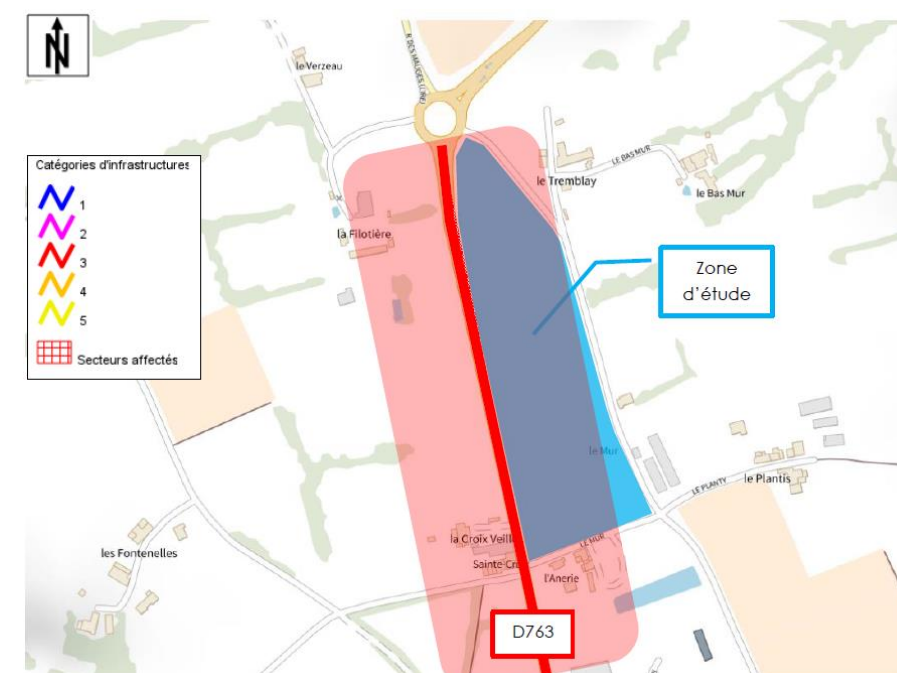 N
le Verzeau
Catégories d'infrastructures
1
2
3
4
5
Secteurs affectés
le Tremblay
LE BAS MUR
le Bas Mur
la Filotière
Zone
d'étude
le Mur
LE PLANTY
le Plantis
la Croix Veill
LE MUR
les Fontenelles
Sainte Cro
l'Anerie
D763